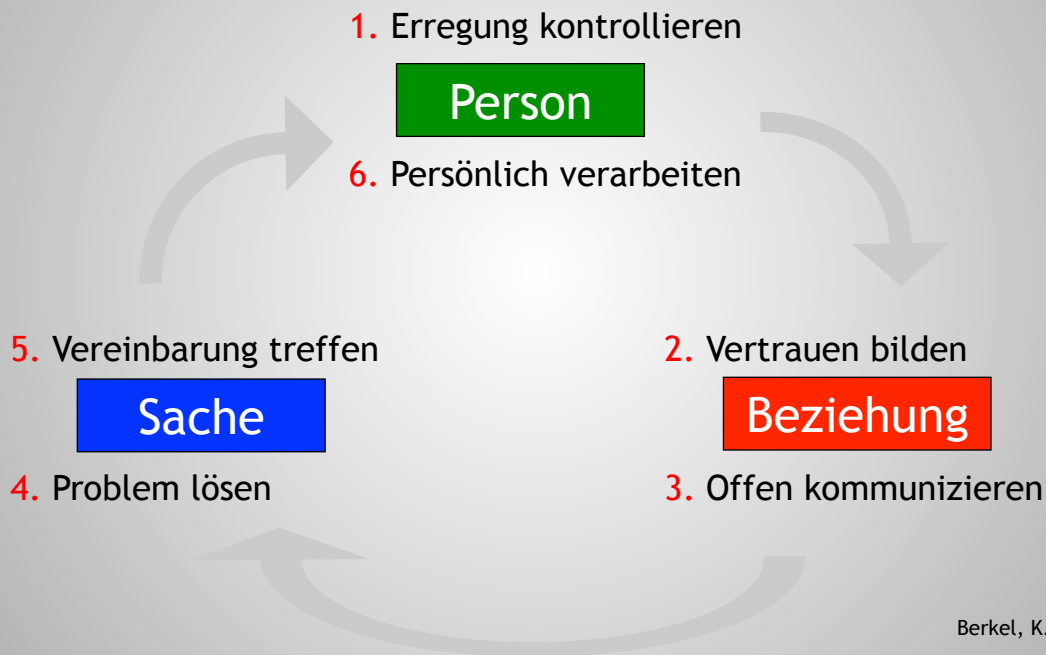 1. Erregung kontrollieren
Person
6. Persönlich verarbeiten
5. Vereinbarung treffen
Sache
4. Problem lösen
2. Vertrauen bilden
Beziehung
3. Offen kommunizieren
Berkel, K.